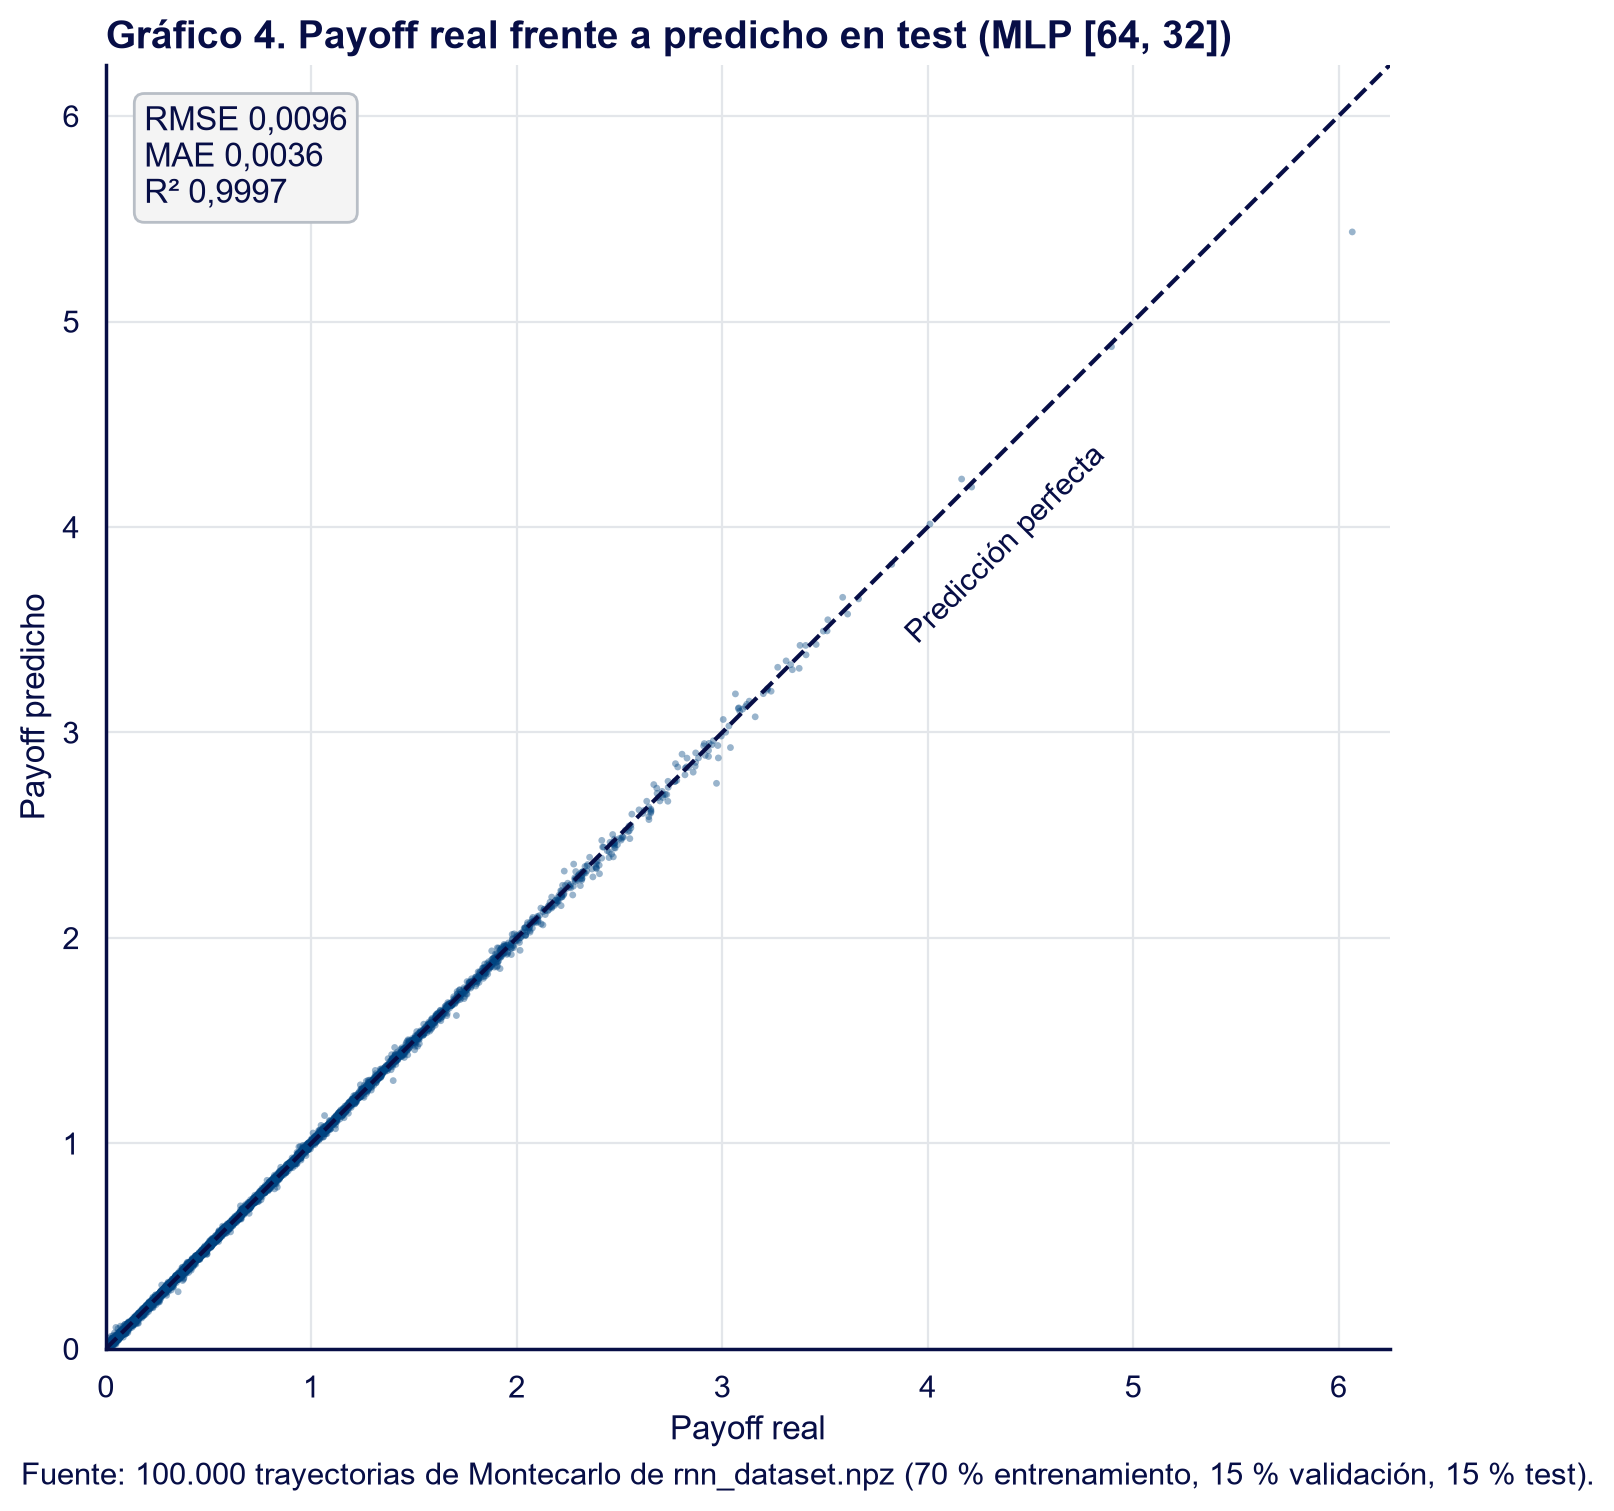 Gráfico 4. Payoff real frente a predicho en test (MLP [64, 32])
RMSE 0,0096
MAE 0,0036
R² 0,9997
6
5
4
3
2
1
0
Payoff predicho
Predicción perfecta
0 1 2 3 4 5 6
Payoff real
Fuente: 100.000 trayectorias de Montecarlo de rnn_dataset.npz (70 % entrenamiento, 15 % validación, 15 % test).